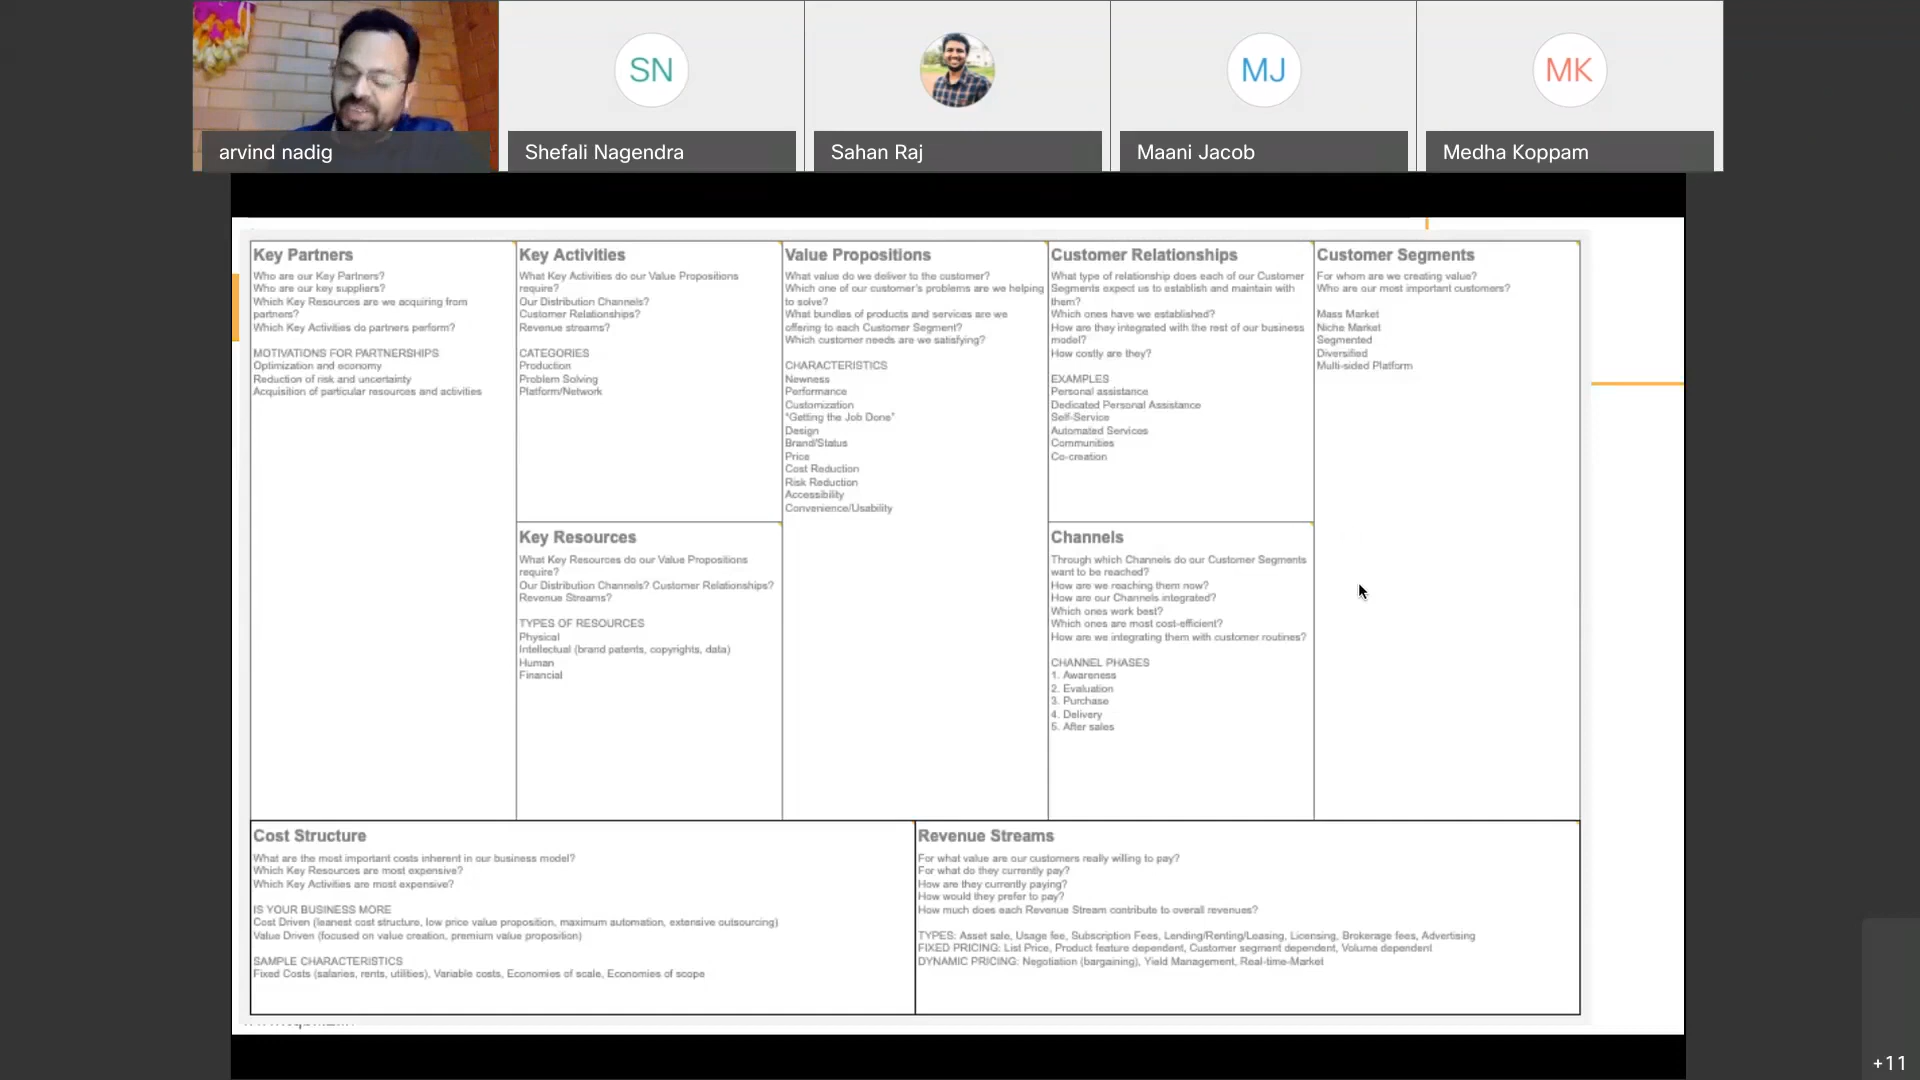 SN
MJ
MK
arvind nadig
Shefali Nagendra
Sahan Raj
Maani Jacob
Medha Koppam
Key Partners
Who are our Key Partners?
Who are our key suppliers?
Which Key Resources are we acquiring from
partners?
Which Key Activities do partners perform?
MOTIVATIONS FOR PARTNERSHIPS
Optimization and economy
Reduction of risk and uncertainty
Acquisition of particular resources and activities
Key Activities
What Key Activities do our Value Propositions
require?
Our Distribution Channels?
Customer Relationships?
Revenue streams?
CATEGORIES
Production
Problem Solving
Platform/Network
Key Resources
What Key Resources do our Value Propositions
require?
Our Distribution Channels? Customer Relationships?
Revenue Streams?
TYPES OF RESOURCES
Physical
Intellectual (brand patents, copyrights, data)
Human
Financial
Value Propositions
What value do we deliver to the customer?
Which one of our customer's problems are we helping
to solve?
What bundles of products and services are we
offering to each Customer Segment?
Which customer needs are we satisfying?
CHARACTERISTICS
Newness
Performance
Customization
"Getting the Job Done"
Design
Brand/Status
Price
Cost Reduction
Risk Reduction
Accessibility
Convenience/Usability
Customer Relationships
What type of relationship does each of our Customer
Segments expect us to establish and maintain with
them?
Which ones have we established?
How are they integrated with the rest of our business
model?
How costly are they?
EXAMPLES
Personal assistance
Dedicated Personal Assistance
Self-Service
Automated Services
Communities
Co-creation
Channels
Through which Channels do our Customer Segments
want to be reached?
How are we reaching them now?
How are our Channels integrated?
Which ones work best?
Which ones are most cost-efficient?
How are we integrating them with customer routines?
CHANNEL PHASES
1. Awareness
2. Evaluation
3. Purchase
4. Delivery
5. After sales
Customer Segments
For whom are we creating value?
Who are our most important customers?
Mass Market
Niche Market
Segmented
Diversified
Multi-sided Platform
Cost Structure
What are the most important costs inherent in our business model?
Which Key Resources are most expensive?
Which Key Activities are most expensive?
IS YOUR BUSINESS MORE
Cost Driven (leanest cost structure, low price value proposition, maximum automation, extensive outsourcing)
Value Driven (focused on value creation, premium value proposition)
SAMPLE CHARACTERISTICS
Fixed Costs (salaries, rents, utilities), Variable costs, Economies of scale, Economies of scope
Revenue Streams
For what value are our customers really willing to pay?
For what do they currently pay?
How are they currently paying?
How would they prefer to pay?
How much does each Revenue Stream contribute to overall revenues?
TYPES: Asset sale, Usage fee, Subscription Fees, Lending/Renting/Leasing, Licensing, Brokerage fees, Advertising
FIXED PRICING: List Price, Product feature dependent, Customer segment dependent, Volume dependent
DYNAMIC PRICING: Negotiation (bargaining), Yield Management, Real-time-Market
+11